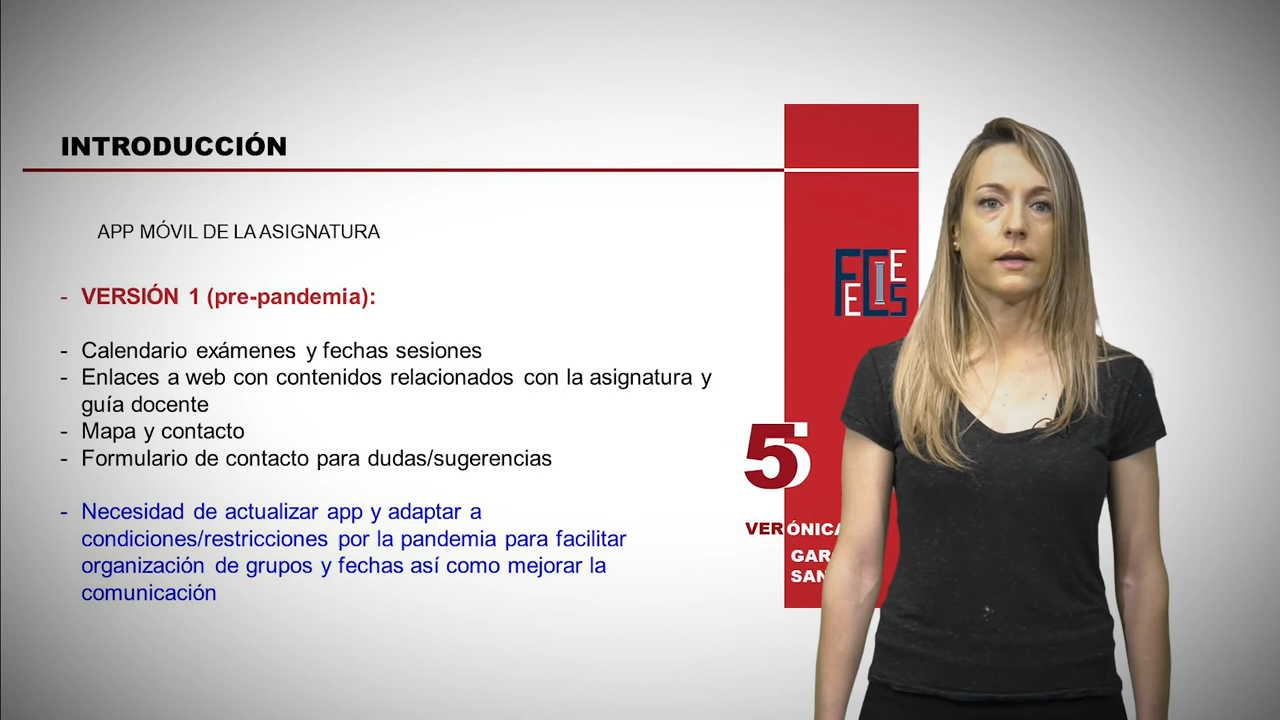 INTRODUCCIÓN
APP MÓVIL DE LA ASIGNATURA
- VERSIÓN 1 (pre-pandemia):
- Calendario exámenes y fechas sesiones
- Enlaces a web con contenidos relacionados con la asignatura y
guía docente
- Mapa y contacto
- Formulario de contacto para dudas/sugerencias
- Necesidad de actualizar app y adaptar a
condiciones/restricciones por la pandemia para facilitar
organización de grupos y fechas así como mejorar la
comunicación
FECIES
5
VERÓNICA